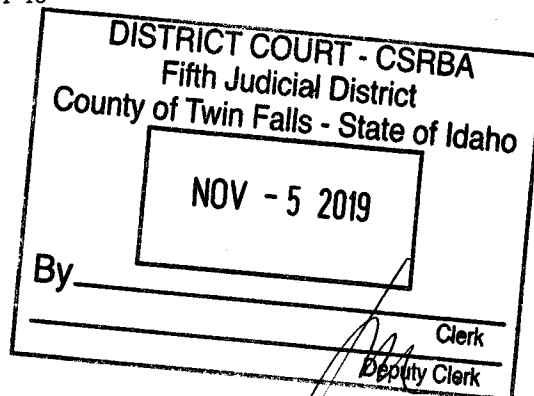 DISTRICT COURT - CSRBA
Fifth Judicial District
County of Twin Falls - State of Idaho
NOV - 5 2019
By
Clerk
Deputy Clerk